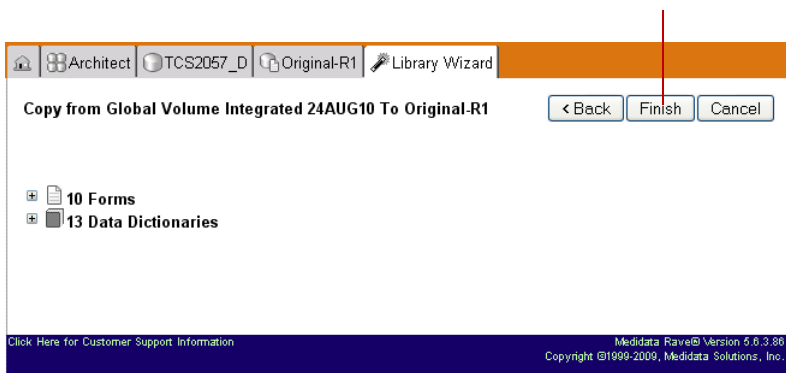 Architect TCS2057_D Original-R1 Library Wizard
Copy from Global Volume Integrated 24AUG10 To Original-R1 <Back Finish Cancel
10 Forms
13 Data Dictionaries
Click Here for Customer Support Information Medidata Rave® Version 5.6.3.86
Copyright ©1999-2009, Medidata Solutions, Inc.